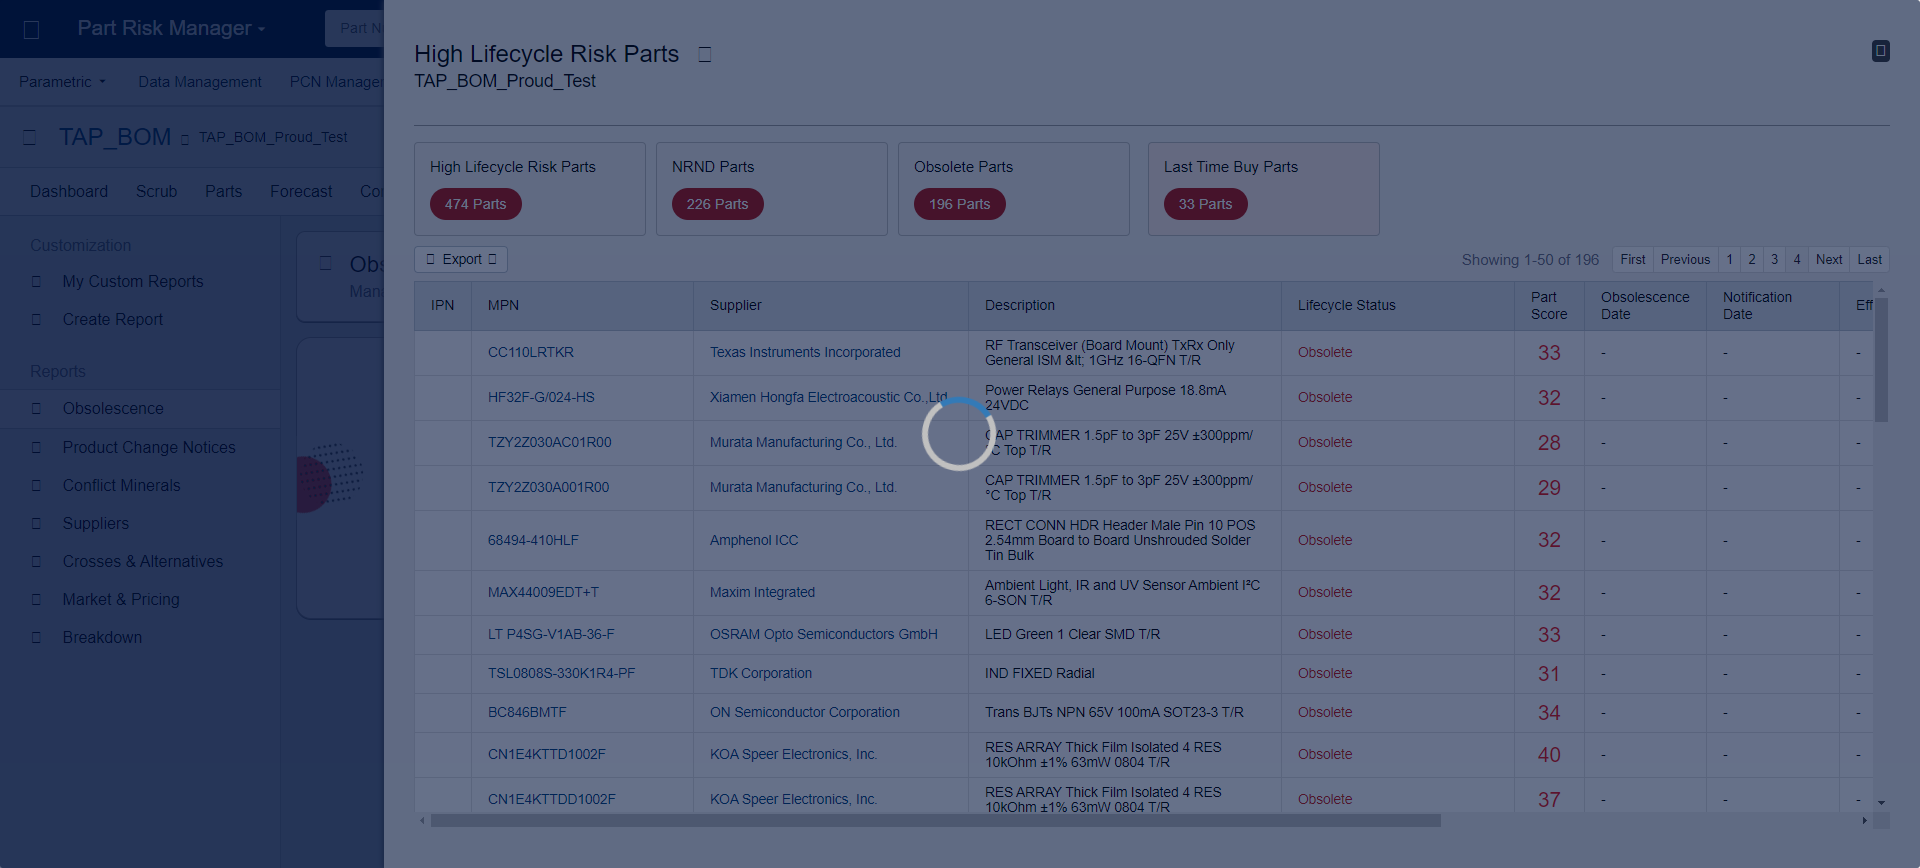 Part Risk Manager
Part N
Parametric
Data Management
PCN Manage
TAP_BOM
TAP_BOM_Proud_Test
Dashboard
Scrub
Parts
Forecast
Co
Customization
My Custom Reports
Create Report
Reports
Obsolescence
Product Change Notices
Conflict Minerals
Suppliers
Crosses & Alternatives
Market & Pricing
Breakdown
Obs
Mana
High Lifecycle Risk Parts
TAP_BOM_Proud_Test
High Lifecycle Risk Parts
474 Parts
NRND Parts
226 Parts
Obsolete Parts
196 Parts
Last Time Buy Parts
33 Parts
Export
Showing 1-50 of 196
First Previous 1 2 3 4 Next Last
IPN
MPN
Supplier
Description
Lifecycle Status
Part
Score
Obsolescence
Date
Notification
Date
Eff
CC110LRTKR
Texas Instruments Incorporated
RF Transceiver (Board Mount) TxRx Only
General ISM &lt; 1GHz 16-QFN T/R
Obsolete
33
-
-
-
HF32F-G/024-HS
Xiamen Hongfa Electroacoustic Co.,Ltd
Power Relays General Purpose 18.8mA
24VDC
Obsolete
32
-
-
-
TZY2Z030AC01R00
Murata Manufacturing Co., Ltd.
CAP TRIMMER 1.5pF to 3pF 25V ±300ppm/
°C Top T/R
Obsolete
28
-
-
-
TZY2Z030A001R00
Murata Manufacturing Co., Ltd.
CAP TRIMMER 1.5pF to 3pF 25V ±300ppm/
°C Top T/R
Obsolete
29
-
-
-
68494-410HLF
Amphenol ICC
RECT CONN HDR Header Male Pin 10 POS
2.54mm Board to Board Unshrouded Solder
Tin Bulk
Obsolete
32
-
-
-
MAX44009EDT+T
Maxim Integrated
Ambient Light, IR and UV Sensor Ambient I²C
6-SON T/R
Obsolete
32
-
-
-
LT P4SG-V1AB-36-F
OSRAM Opto Semiconductors GmbH
LED Green 1 Clear SMD T/R
Obsolete
33
-
-
-
TSL0808S-330K1R4-PF
TDK Corporation
IND FIXED Radial
Obsolete
31
-
-
-
BC846BMTF
ON Semiconductor Corporation
Trans BJTs NPN 65V 100mA SOT23-3 T/R
Obsolete
34
-
-
-
CN1E4KTTD1002F
KOA Speer Electronics, Inc.
RES ARRAY Thick Film Isolated 4 RES
10kOhm ±1% 63mW 0804 T/R
Obsolete
40
-
-
-
CN1E4KTTDD1002F
KOA Speer Electronics, Inc.
RES ARRAY Thick Film Isolated 4 RES
10kOhm ±1% 63mW 0804 T/R
Obsolete
37
-
-
-